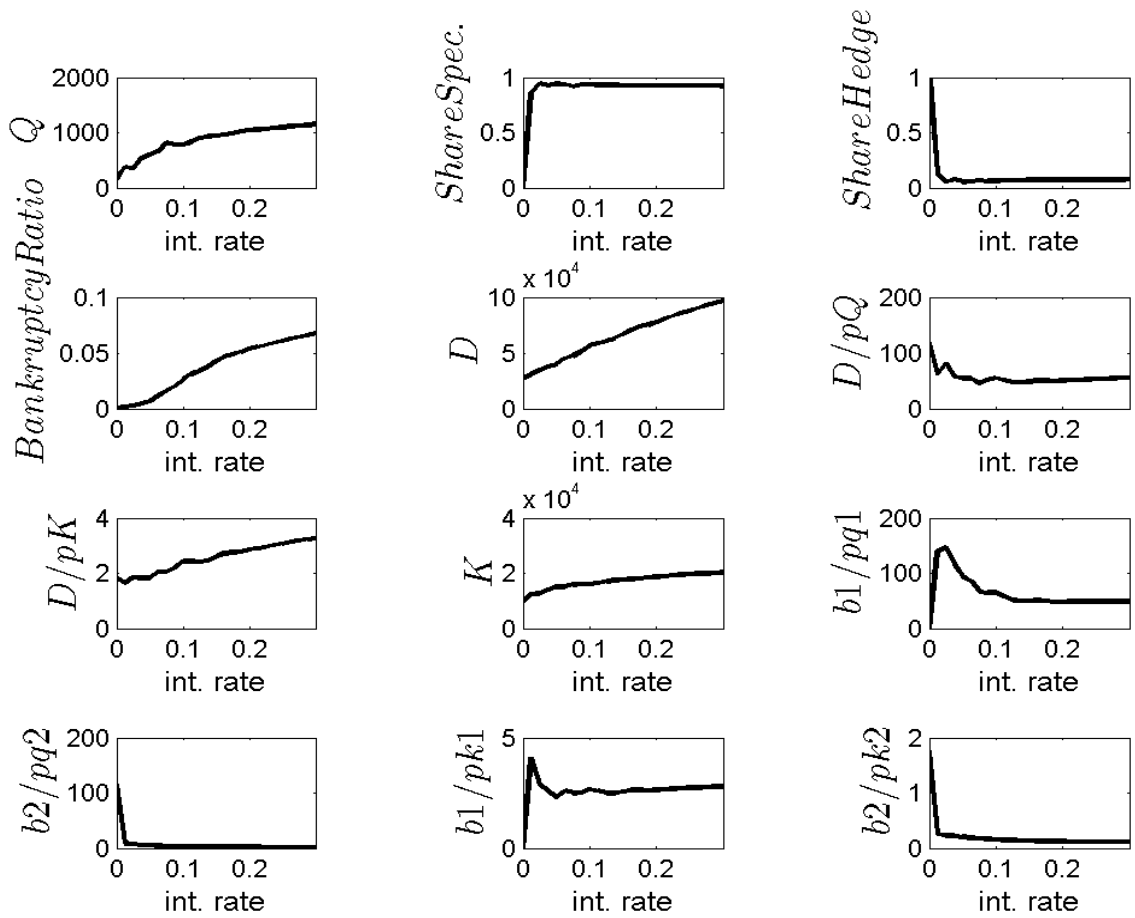 Q
2000
1000
0
0 0.1 0.2
int. rate
ShareSpec.
1
0.5
0
0 0.1 0.2
int. rate
ShareHedge
1
0.5
0
0 0.1 0.2
int. rate
BankruptcyRatio
0.1
0.05
0
0 0.1 0.2
int. rate
D
x 10^4
10
5
0
0 0.1 0.2
int. rate
D/pQ
200
100
0
0 0.1 0.2
int. rate
D/pK
4
2
0
0 0.1 0.2
int. rate
K
x 10^4
4
2
0
0 0.1 0.2
int. rate
b1/pq1
200
100
0
0 0.1 0.2
int. rate
b2/pq2
200
100
0
0 0.1 0.2
int. rate
b1/pk1
5
0
0 0.1 0.2
int. rate
b2/pk2
2
1
0
0 0.1 0.2
int. rate